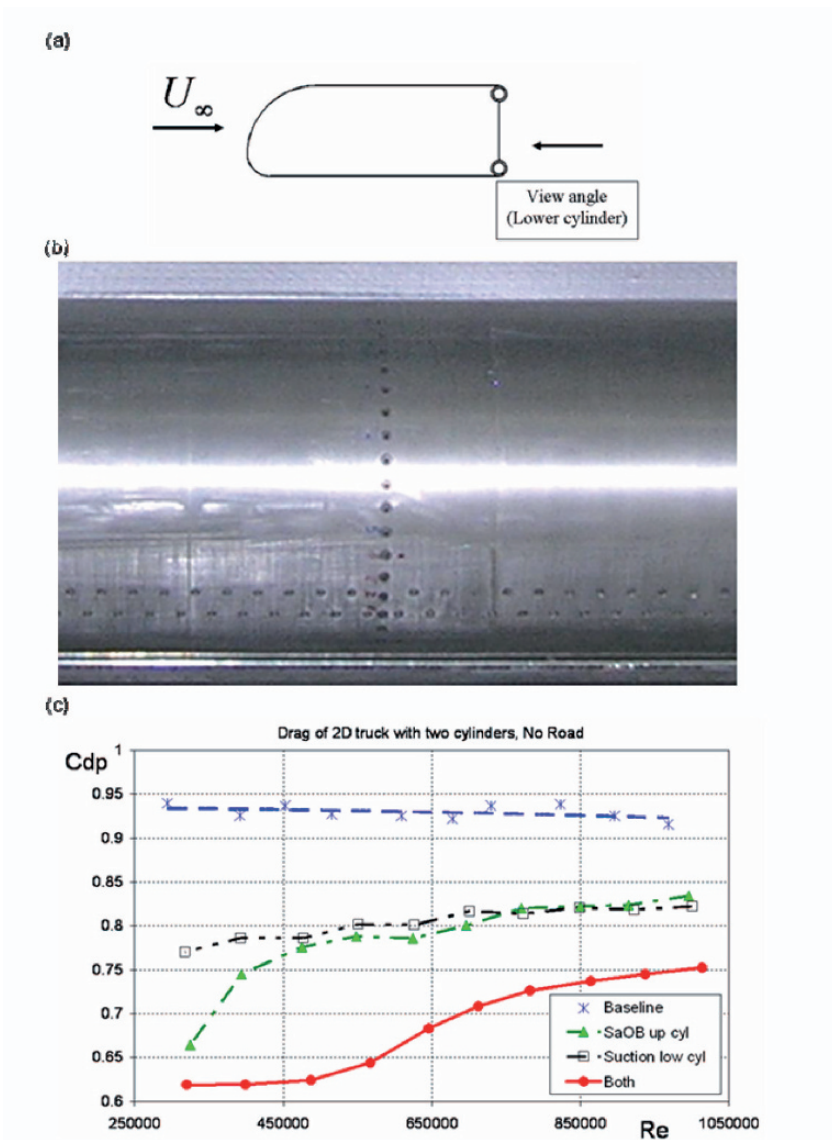 (a)
U∞
View angle
(Lower cylinder)
(b)
(c)
Drag of 2D truck with two cylinders, No Road
Cdp
1
0.95
0.9
0.85
0.8
0.75
0.7
0.65
0.6
Baseline
SaOB up cyl
Suction low cyl
Both
250000 450000 650000 850000 1050000
Re